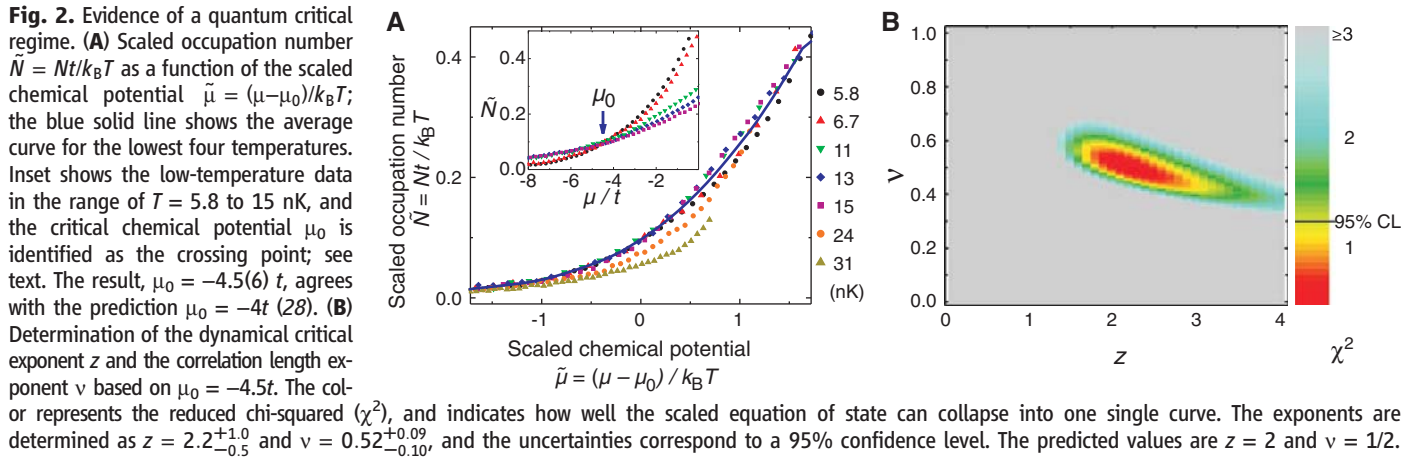 Fig. 2. Evidence of a quantum critical
regime. (A) Scaled occupation number
Ñ = Nt/kBT as a function of the scaled
chemical potential μ̃ = (μ−μ0)/kBT;
the blue solid line shows the average
curve for the lowest four temperatures.
Inset shows the low-temperature data
in the range of T = 5.8 to 15 nK, and
the critical chemical potential μ0 is
identified as the crossing point; see
text. The result, μ0 = −4.5(6) t, agrees
with the prediction μ0 = −4t (28). (B)
Determination of the dynamical critical
exponent z and the correlation length ex-
ponent ν based on μ0 = −4.5t. The col-
or represents the reduced chi-squared (χ²), and indicates how well the scaled equation of state can collapse into one single curve. The exponents are
determined as z = 2.2+1.0−0.5 and ν = 0.52+0.09−0.10, and the uncertainties correspond to a 95% confidence level. The predicted values are z = 2 and ν = 1/2.
A
Scaled occupation number
Ñ = Nt / kBT
0.4
0.2
0.0
-1
0
1
Scaled chemical potential
μ̃ = (μ − μ0) / kBT
0.4
Ñ
0.2
0.0
μ0
-8
-6
-4
-2
μ / t
5.8
6.7
11
13
15
24
31
(nK)
B
ν
1.0
0.8
0.6
0.4
0.2
0.0
0
1
2
3
4
z
≥3
2
95% CL
1
χ²